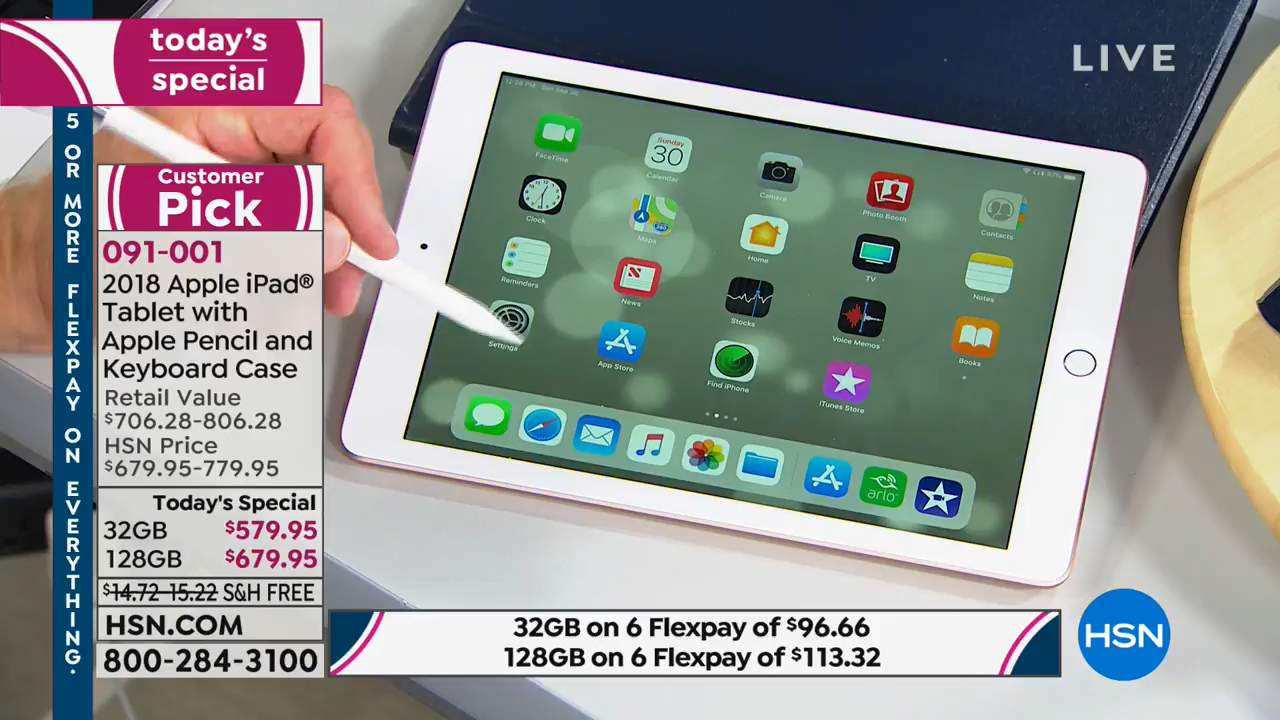 today's
special
LIVE
5 OR MORE FLEXPAY ON EVERYTHING.
Customer
Pick
091-001
2018 Apple iPad®
Tablet with
Apple Pencil and
Keyboard Case
Retail Value
$706.28-806.28
HSN Price
$679.95-779.95
Today's Special
32GB $579.95
128GB $679.95
$14.72-15.22 S&H FREE
HSN.COM
800-284-3100
32GB on 6 Flexpay of $96.66
128GB on 6 Flexpay of $113.32
HSN
FaceTime
Sunday
30
Calendar
Camera
Photo Booth
Contacts
Clock
Maps
Home
TV
Notes
Reminders
News
Stocks
Voice Memos
Books
Settings
App Store
Find iPhone
iTunes Store
arlo